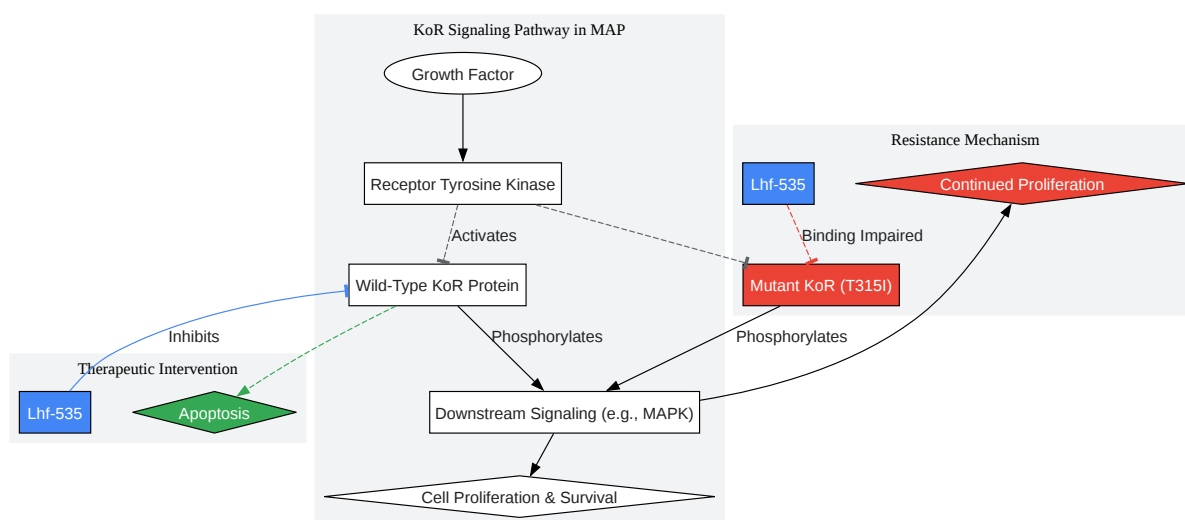 KoR Signaling Pathway in MAP
Growth Factor
Resistance Mechanism
Receptor Tyrosine Kinase
Lhf-535
Continued Proliferation
Activates
Binding Impaired
Wild-Type KoR Protein
Mutant KoR (T315I)
Inhibits
Phosphorylates
Phosphorylates
Therapeutic Intervention
Lhf-535
Apoptosis
Downstream Signaling (e.g., MAPK)
Cell Proliferation & Survival